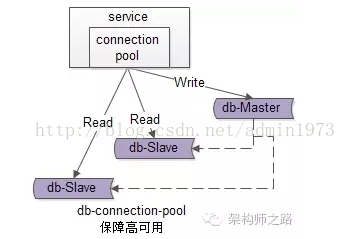 service
connection
pool
Write
db-Master
Read
Read
http://blog.csdn.net/admin1973
db-Slave
db-Slave
db-connection-pool
保障高可用
架构师之路